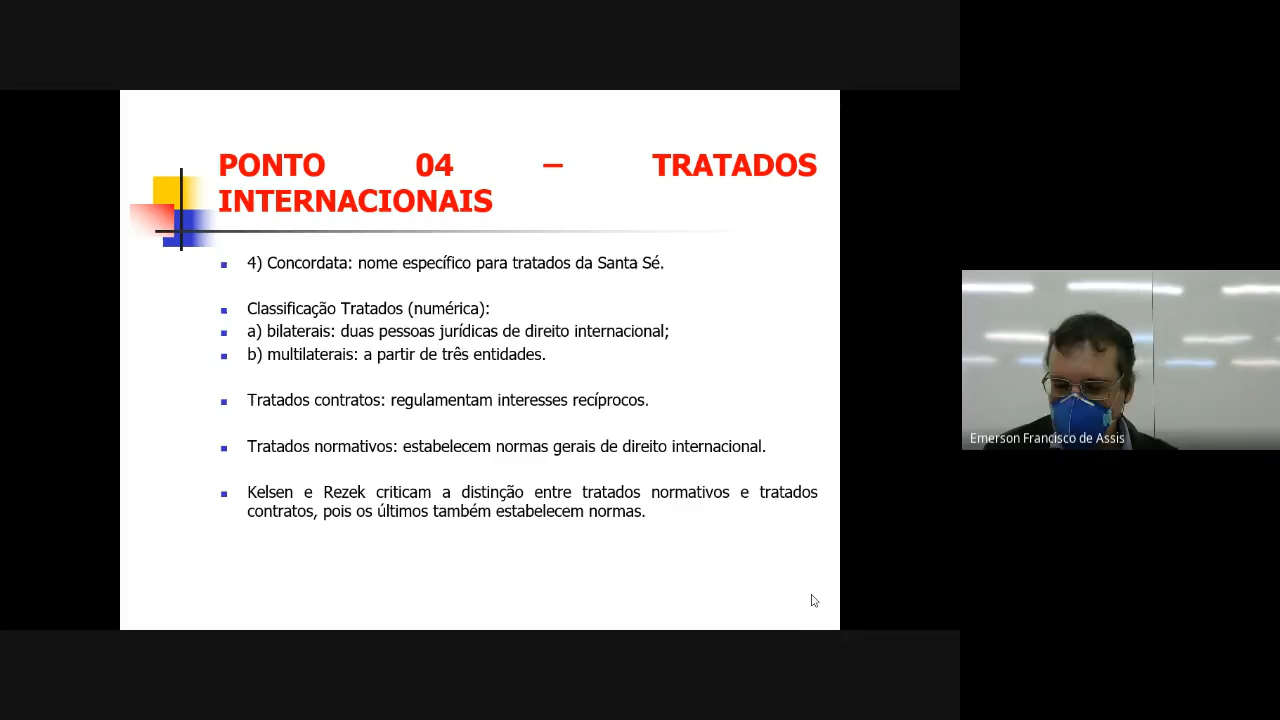 PONTO 04 – TRATADOS
INTERNACIONAIS
4) Concordata: nome específico para tratados da Santa Sé.
Classificação Tratados (numérica):
a) bilaterais: duas pessoas jurídicas de direito internacional;
b) multilaterais: a partir de três entidades.
Tratados contratos: regulamentam interesses recíprocos.
Tratados normativos: estabelecem normas gerais de direito internacional.
Kelsen e Rezek criticam a distinção entre tratados normativos e tratados
contratos, pois os últimos também estabelecem normas.
Emerson Francisco de Assis